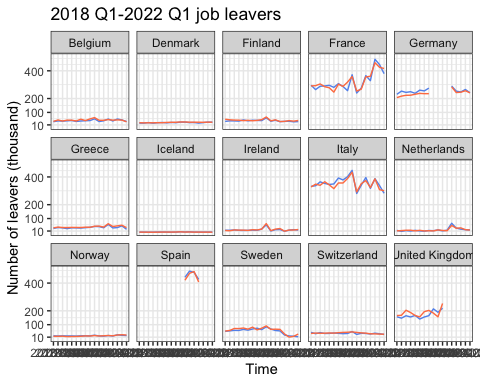 2018 Q1-2022 Q1 job leavers
Belgium Denmark Finland France Germany
400
200
100
10
Greece Iceland Ireland Italy Netherlands
400
200
100
10
Norway Spain Sweden Switzerland United Kingdom
400
200
100
10
Number of leavers (thousand)
Time